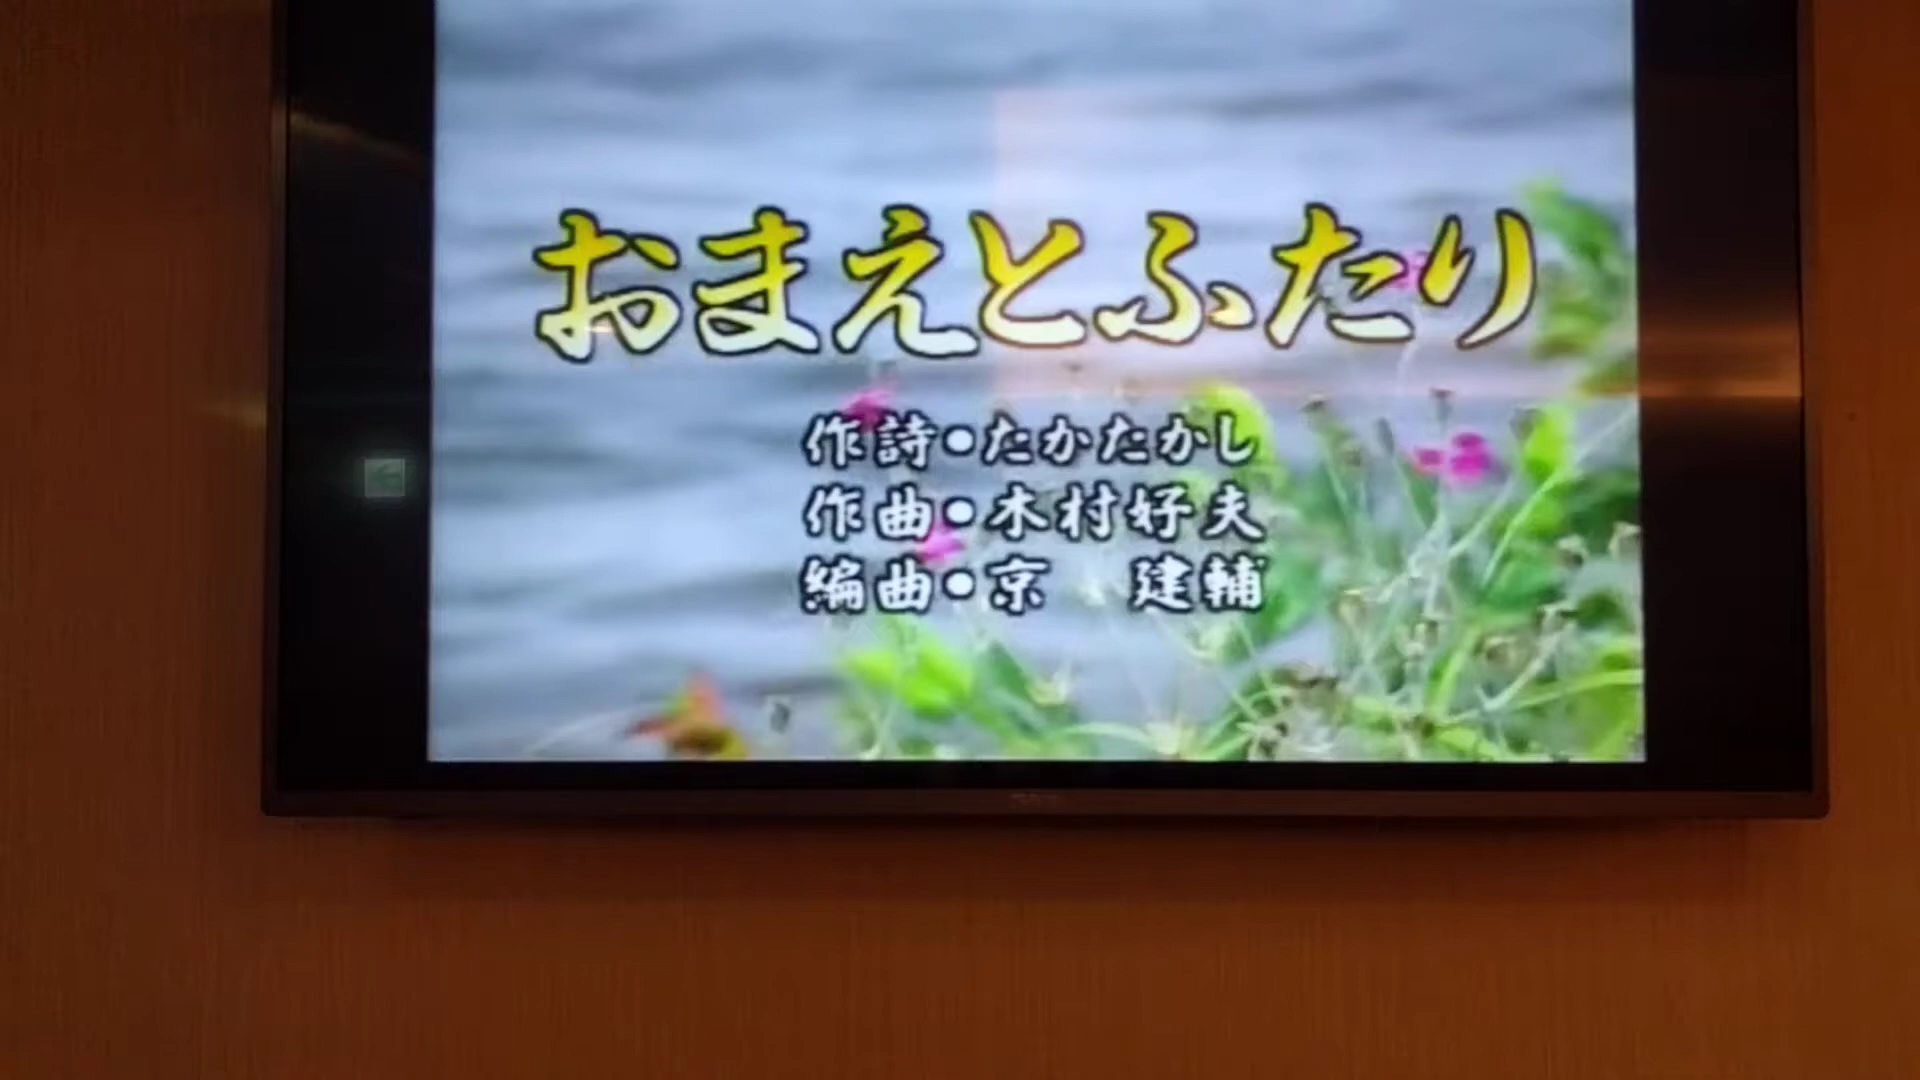 おまえとふたり
作詩・たかたかし
作曲・木村好夫
編曲・京　建輔